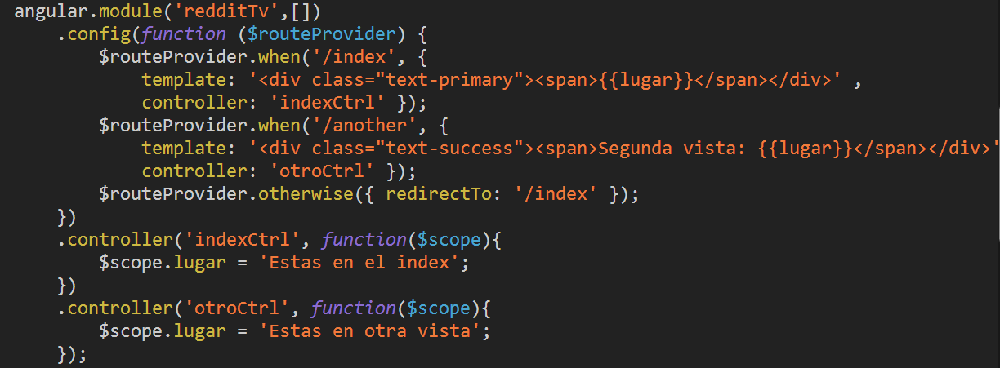 angular.module('redditTv',[])
    .config(function ($routeProvider) {
        $routeProvider.when('/index', {
            template: '<div class="text-primary"><span>{{lugar}}</span></div>' ,
            controller: 'indexCtrl' });
        $routeProvider.when('/another', {
            template: '<div class="text-success"><span>Segunda vista: {{lugar}}</span></div>'
            controller: 'otroCtrl' });
        $routeProvider.otherwise({ redirectTo: '/index' });
    })
    .controller('indexCtrl', function($scope){
        $scope.lugar = 'Estas en el index';
    })
    .controller('otroCtrl', function($scope){
        $scope.lugar = 'Estas en otra vista';
    });